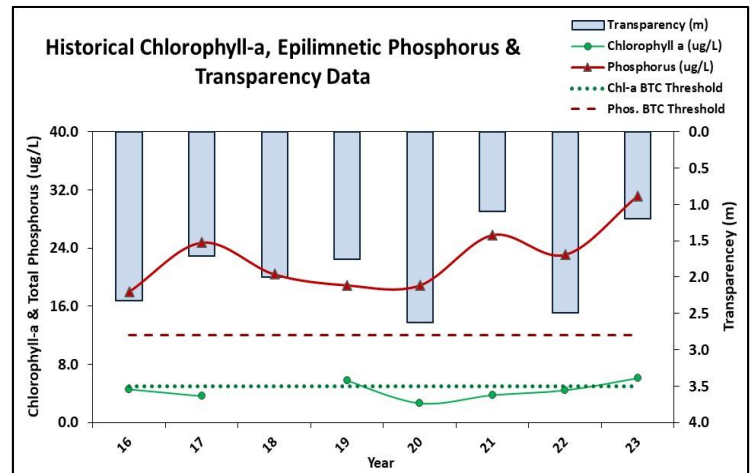 Historical Chlorophyll-a, Epilimnetic Phosphorus &
Transparency Data
Transparency (m)
Chlorophyll a (ug/L)
Phosphorus (ug/L)
Chl-a BTC Threshold
Phos. BTC Threshold
Chlorophyll-a & Total Phosphorus (ug/L)
40.0
32.0
24.0
16.0
8.0
0.0
0.0
0.5
1.0
1.5
2.0
2.5
3.0
3.5
4.0
Transparencey (m)
16 17 18 19 20 21 22 23
Year